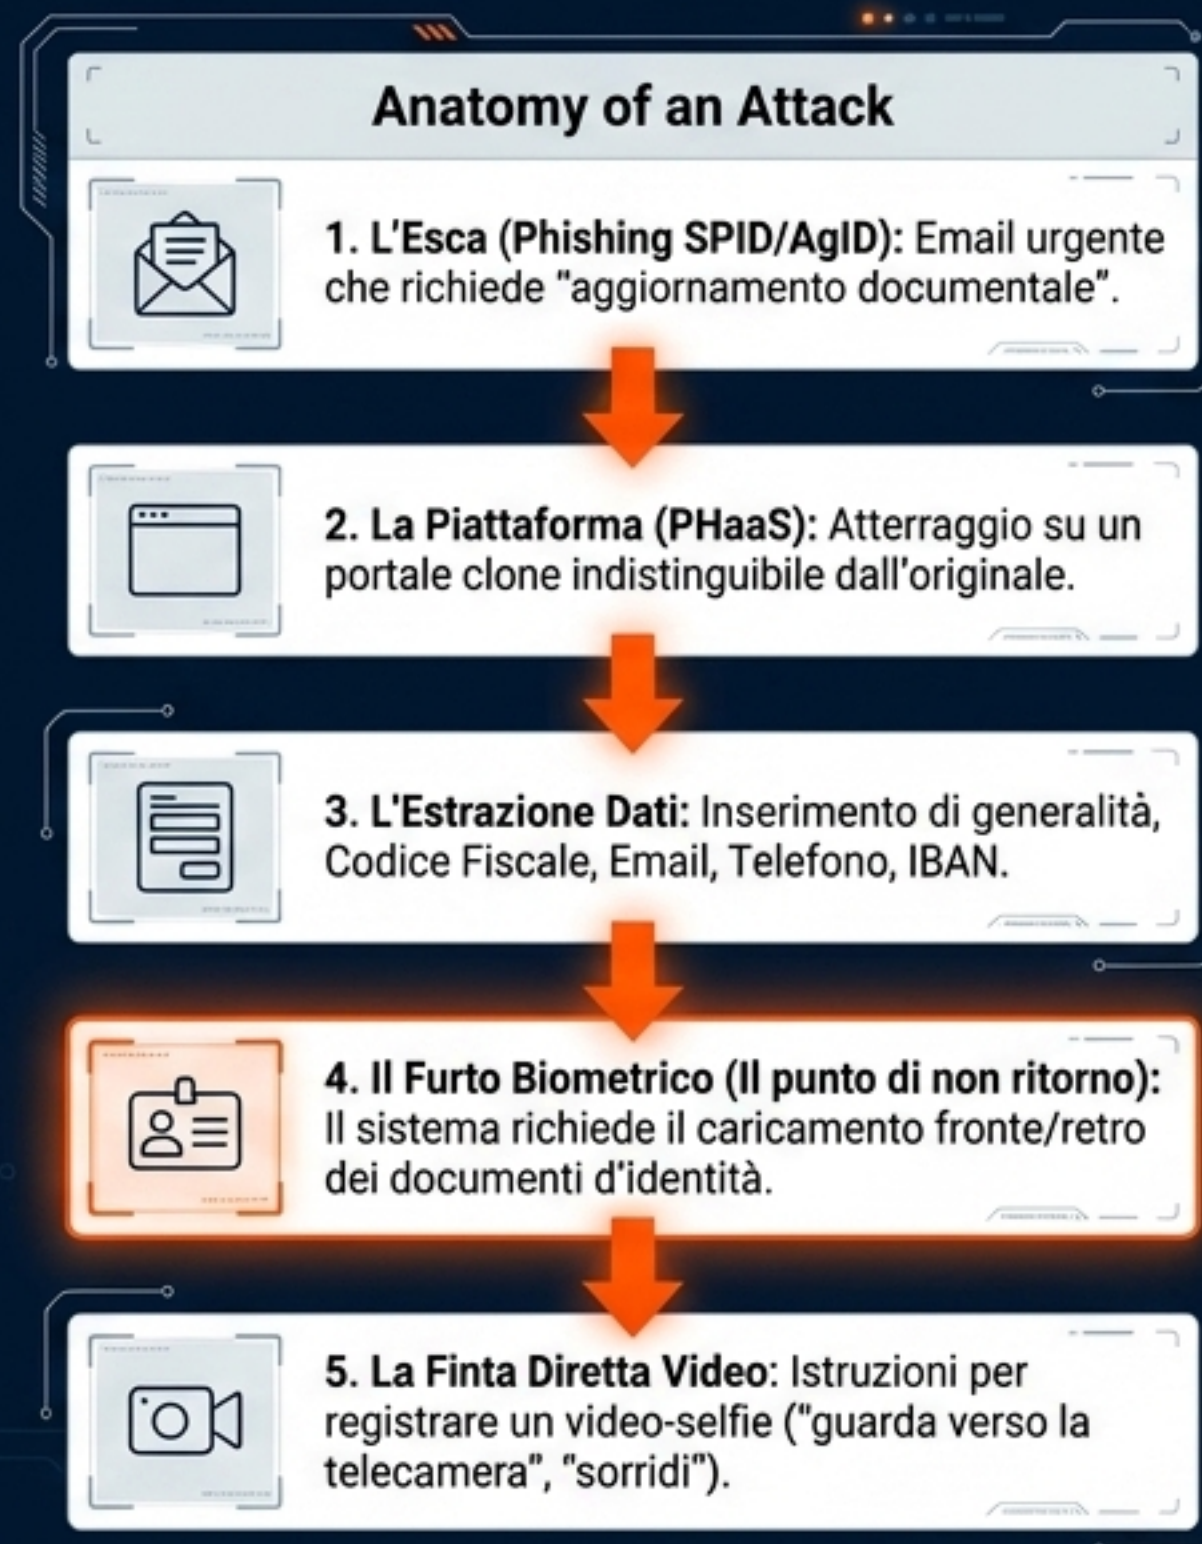 Anatomy of an Attack
1. L'Esca (Phishing SPID/AgID): Email urgente
che richiede "aggiornamento documentale".
2. La Piattaforma (PHaaS): Atterraggio su un
portale clone indistinguibile dall'originale.
3. L'Estrazione Dati: Inserimento di generalità,
Codice Fiscale, Email, Telefono, IBAN.
4. Il Furto Biometrico (Il punto di non ritorno):
Il sistema richiede il caricamento fronte/retro
dei documenti d'identità.
5. La Finta Diretta Video: Istruzioni per
registrare un video-selfie ("guarda verso la
telecamera", "sorridi").